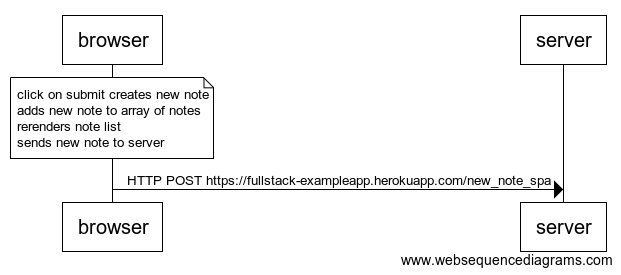 browser
server
click on submit creates new note
adds new note to array of notes
rerenders note list
sends new note to server
HTTP POST https://fullstack-exampleapp.herokuapp.com/new_note_spa
browser
server
www.websequencediagrams.com